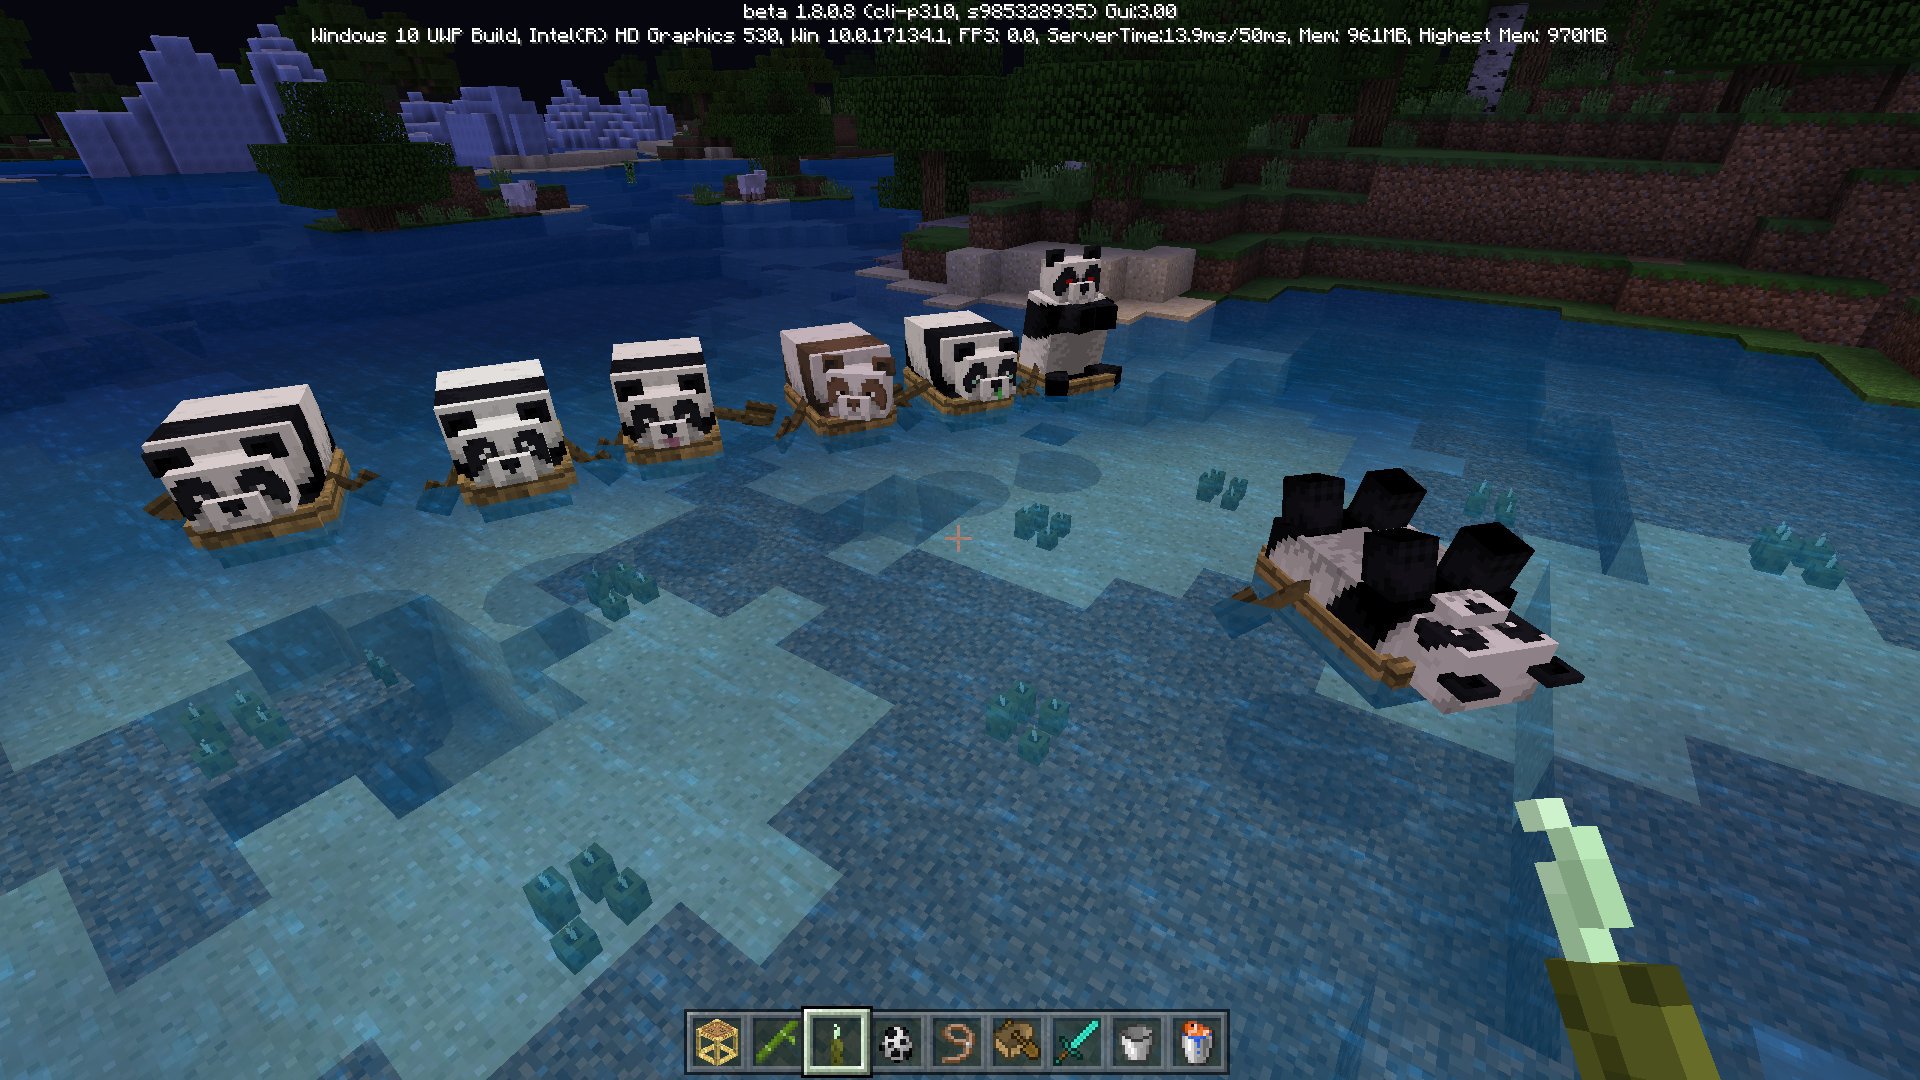 beta 1.8.0.8 (cli-p310, s985328935) Gui:3.00
Windows 10 UWP Build, Intel(R) HD Graphics 530, Win 10.0.17134.1, FPS: 0.0, ServerTime:13.9ms/50ms, Mem: 961MB, Highest Mem: 970MB